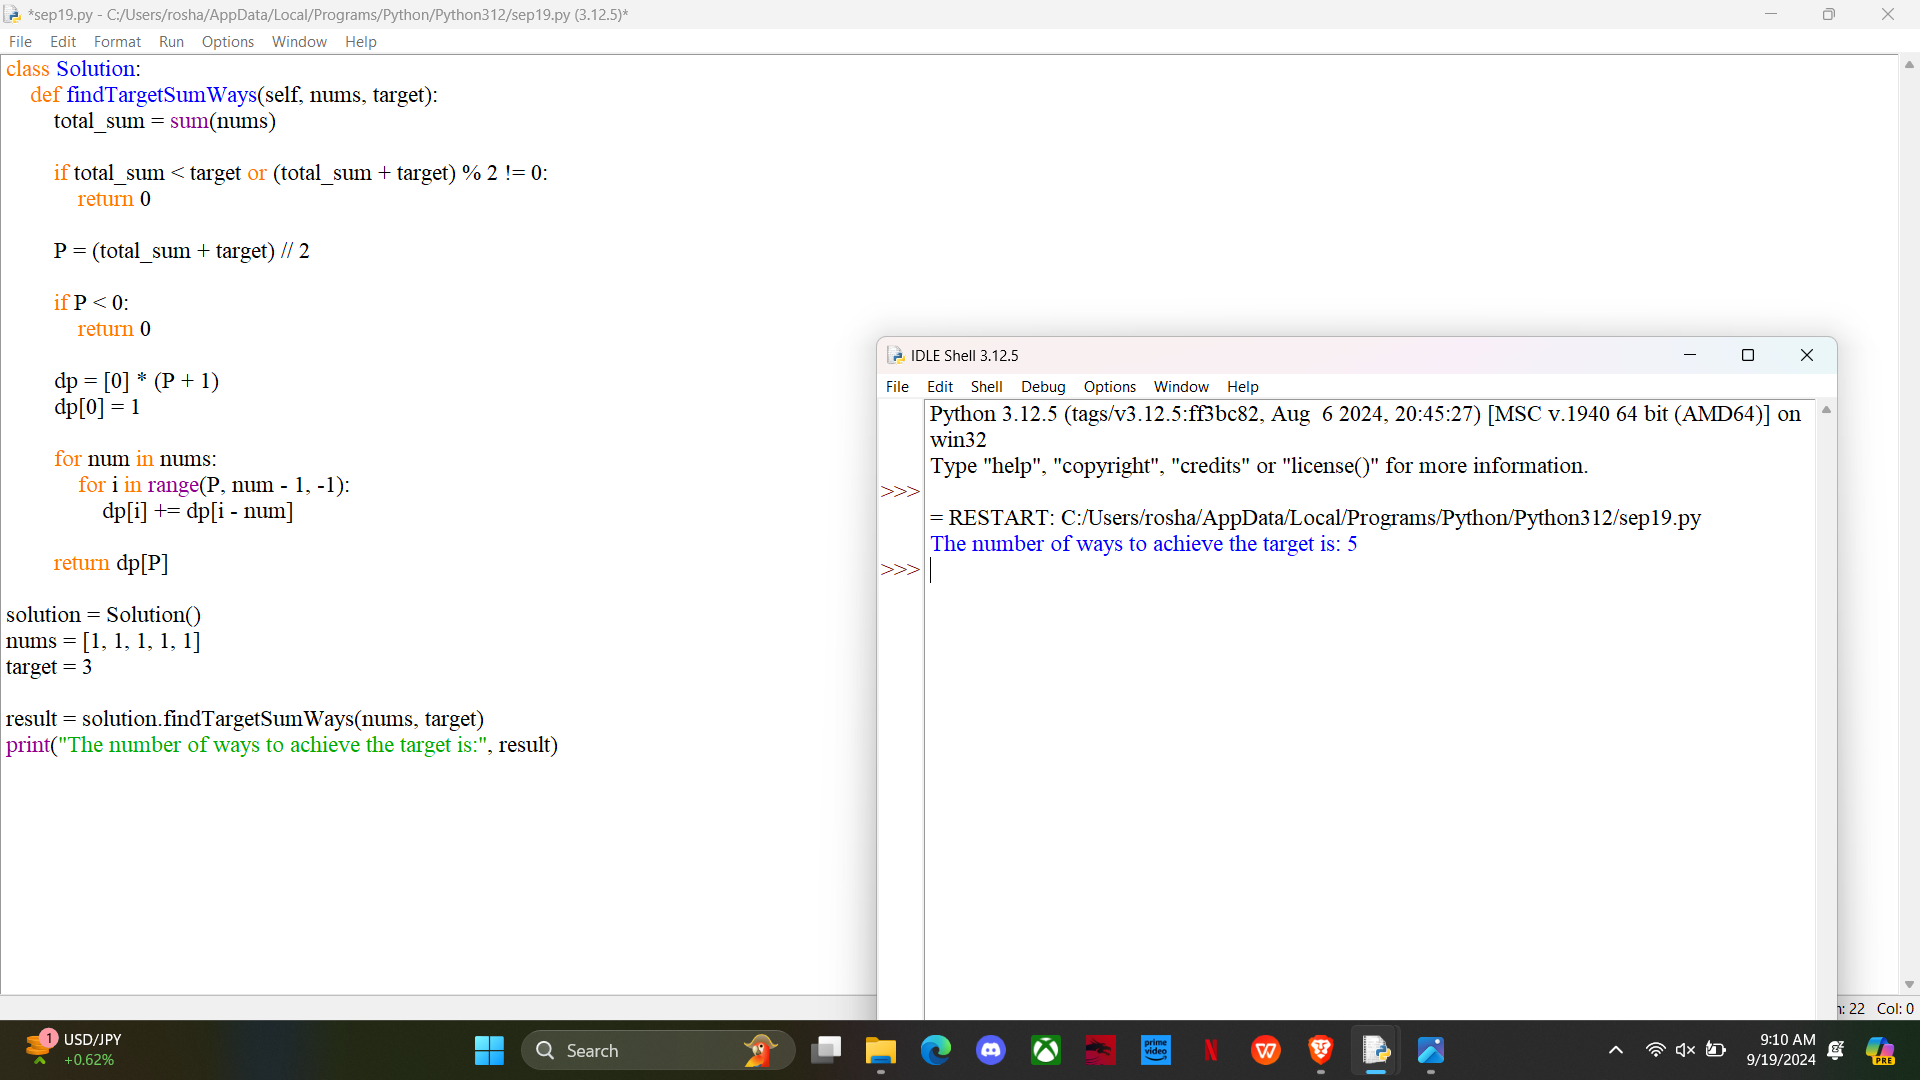 *sep19.py - C:/Users/rosha/AppData/Local/Programs/Python/Python312/sep19.py (3.12.5)*
File Edit Format Run Options Window Help
class Solution:
    def findTargetSumWays(self, nums, target):
        total_sum = sum(nums)

        if total_sum < target or (total_sum + target) % 2 != 0:
            return 0

        P = (total_sum + target) // 2

        if P < 0:
            return 0

        dp = [0] * (P + 1)
        dp[0] = 1

        for num in nums:
            for i in range(P, num - 1, -1):
                dp[i] += dp[i - num]

        return dp[P]

solution = Solution()
nums = [1, 1, 1, 1, 1]
target = 3

result = solution.findTargetSumWays(nums, target)
print("The number of ways to achieve the target is:", result)
IDLE Shell 3.12.5
File Edit Shell Debug Options Window Help
Python 3.12.5 (tags/v3.12.5:ff3bc82, Aug  6 2024, 20:45:27) [MSC v.1940 64 bit (AMD64)] on
win32
Type "help", "copyright", "credits" or "license()" for more information.
>>>
= RESTART: C:/Users/rosha/AppData/Local/Programs/Python/Python312/sep19.py
The number of ways to achieve the target is: 5
>>>
22 Col: 0
1 USD/JPY
+0.62%
Search
prime video
N
W
9:10 AM
9/19/2024
PRE